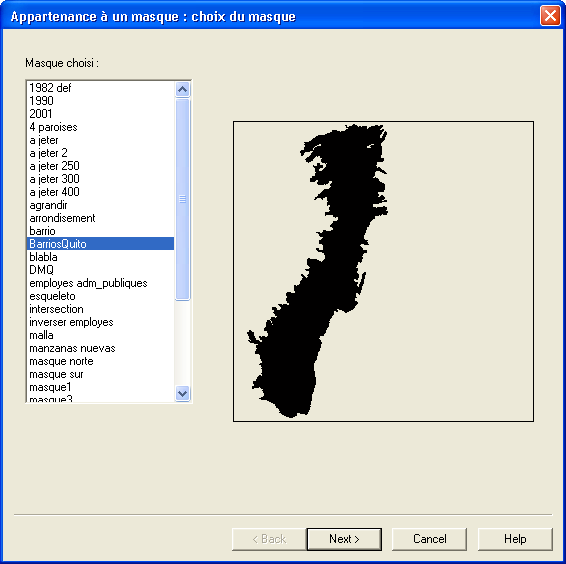 Appartenance à un masque : choix du masque
Masque choisi :
1982 def
1990
2001
4 paroises
a jeter
a jeter 2
a jeter 250
a jeter 300
a jeter 400
agrandir
arrondisement
barrio
BarriosQuito
blabla
DMQ
employes adm_publiques
esqueleto
intersection
inverser employes
malla
manzanas nuevas
masque norte
masque sur
masque1
masque3
< Back
Next >
Cancel
Help